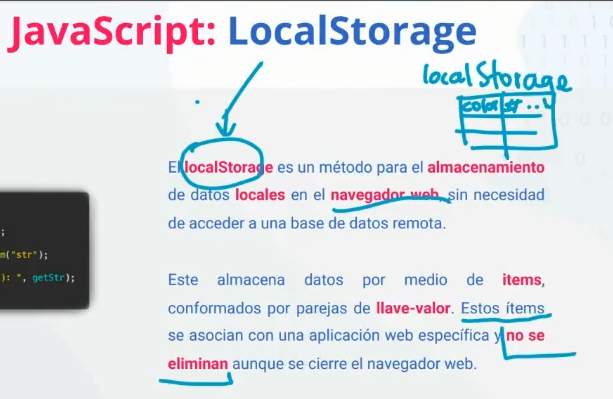 JavaScript: LocalStorage
localStorage
color str ..
El localStorage es un método para el almacenamiento
de datos locales en el navegador web, sin necesidad
de acceder a una base de datos remota.
;
m("str");
): ", getStr);
Este almacena datos por medio de items,
conformados por parejas de llave-valor. Estos ítems
se asocian con una aplicación web específica y no se
eliminan aunque se cierre el navegador web.